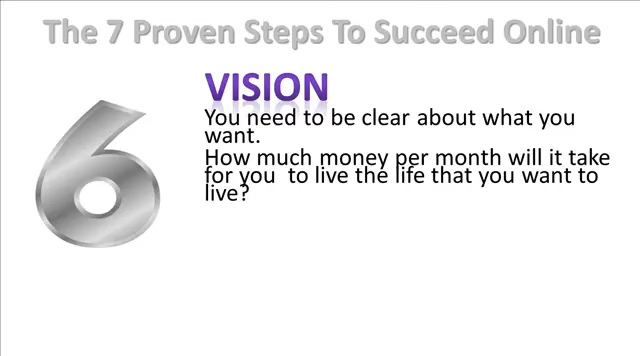 The 7 Proven Steps To Succeed Online
VISION
You need to be clear about what you
want.
How much money per month will it take
for you  to live the life that you want to
live?
6